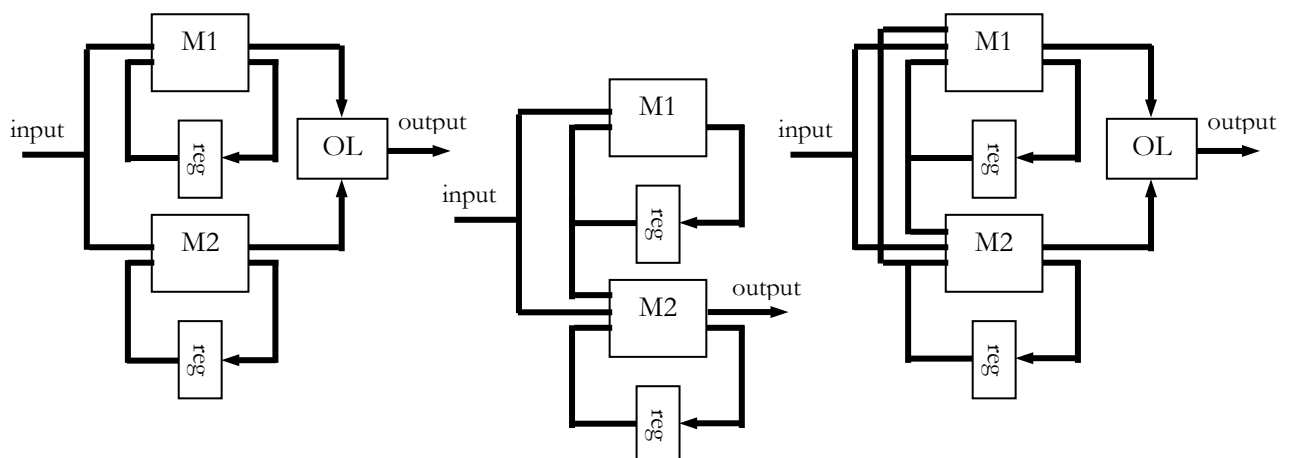 M1
input
reg
OL
output
M2
reg
M1
input
reg
M2
output
reg
M1
input
reg
OL
output
M2
reg